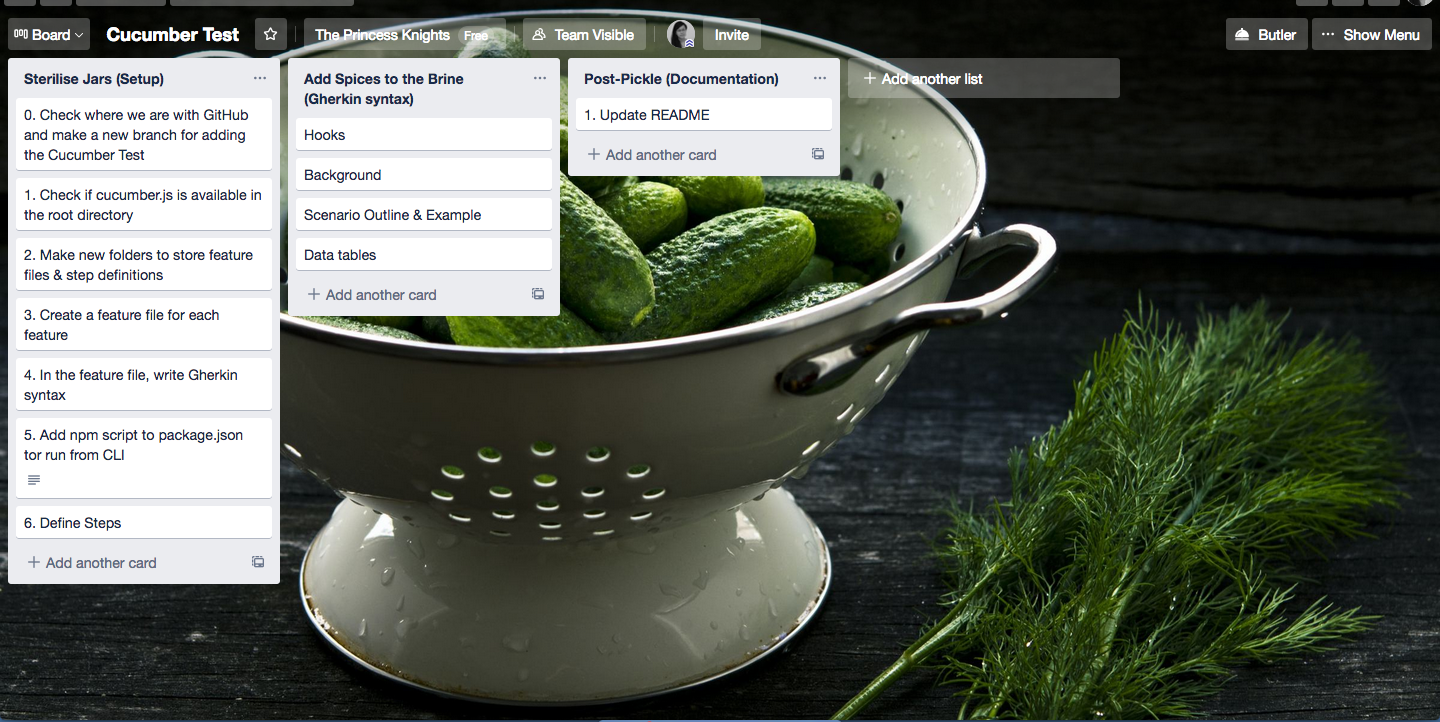 Board
Cucumber Test
The Princess Knights Free
Team Visible
Invite
Butler
... Show Menu
Sterilise Jars (Setup)
0. Check where we are with GitHub
and make a new branch for adding
the Cucumber Test
1. Check if cucumber.js is available in
the root directory
2. Make new folders to store feature
files & step definitions
3. Create a feature file for each
feature
4. In the feature file, write Gherkin
syntax
5. Add npm script to package.json
tor run from CLI
6. Define Steps
+ Add another card
Add Spices to the Brine
(Gherkin syntax)
Hooks
Background
Scenario Outline & Example
Data tables
+ Add another card
Post-Pickle (Documentation)
1. Update README
+ Add another card
+ Add another list